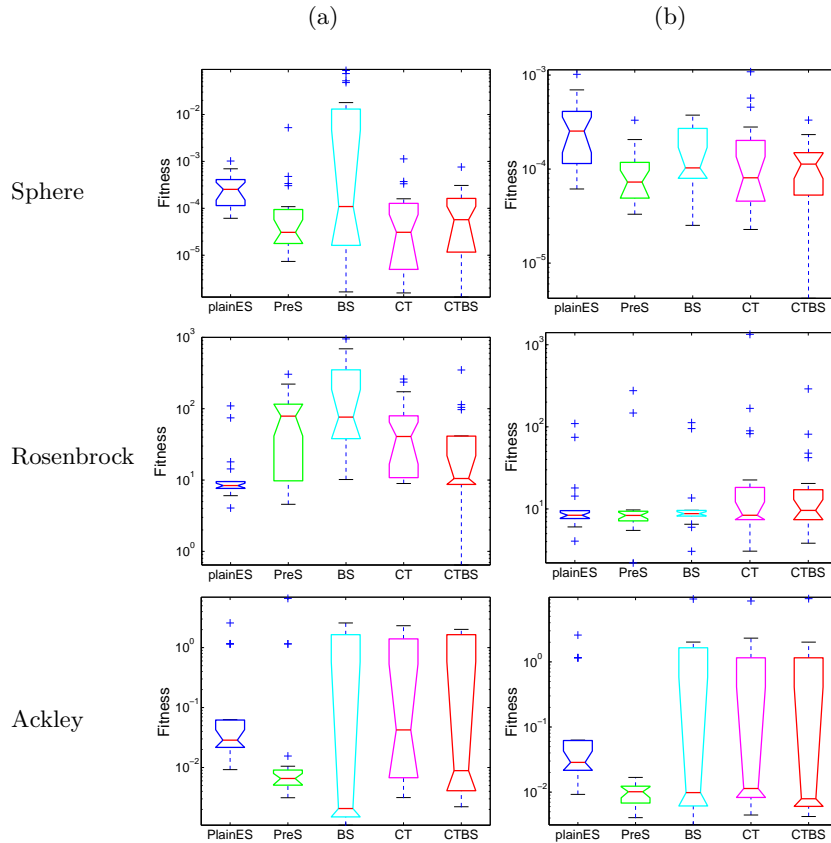 (a) (b)
Sphere
Fitness
10^-2
10^-3
10^-4
10^-5
plainES PreS BS CT CTBS
Fitness
10^-3
10^-4
10^-5
plainES PreS BS CT CTBS
Rosenbrock
Fitness
10^3
10^2
10^1
10^0
plainES PreS BS CT CTBS
Fitness
10^3
10^2
10^1
plainES PreS BS CT CTBS
Ackley
Fitness
10^0
10^-1
10^-2
PlainES PreS BS CT CTBS
Fitness
10^0
10^-1
10^-2
plainES PreS BS CT CTBS